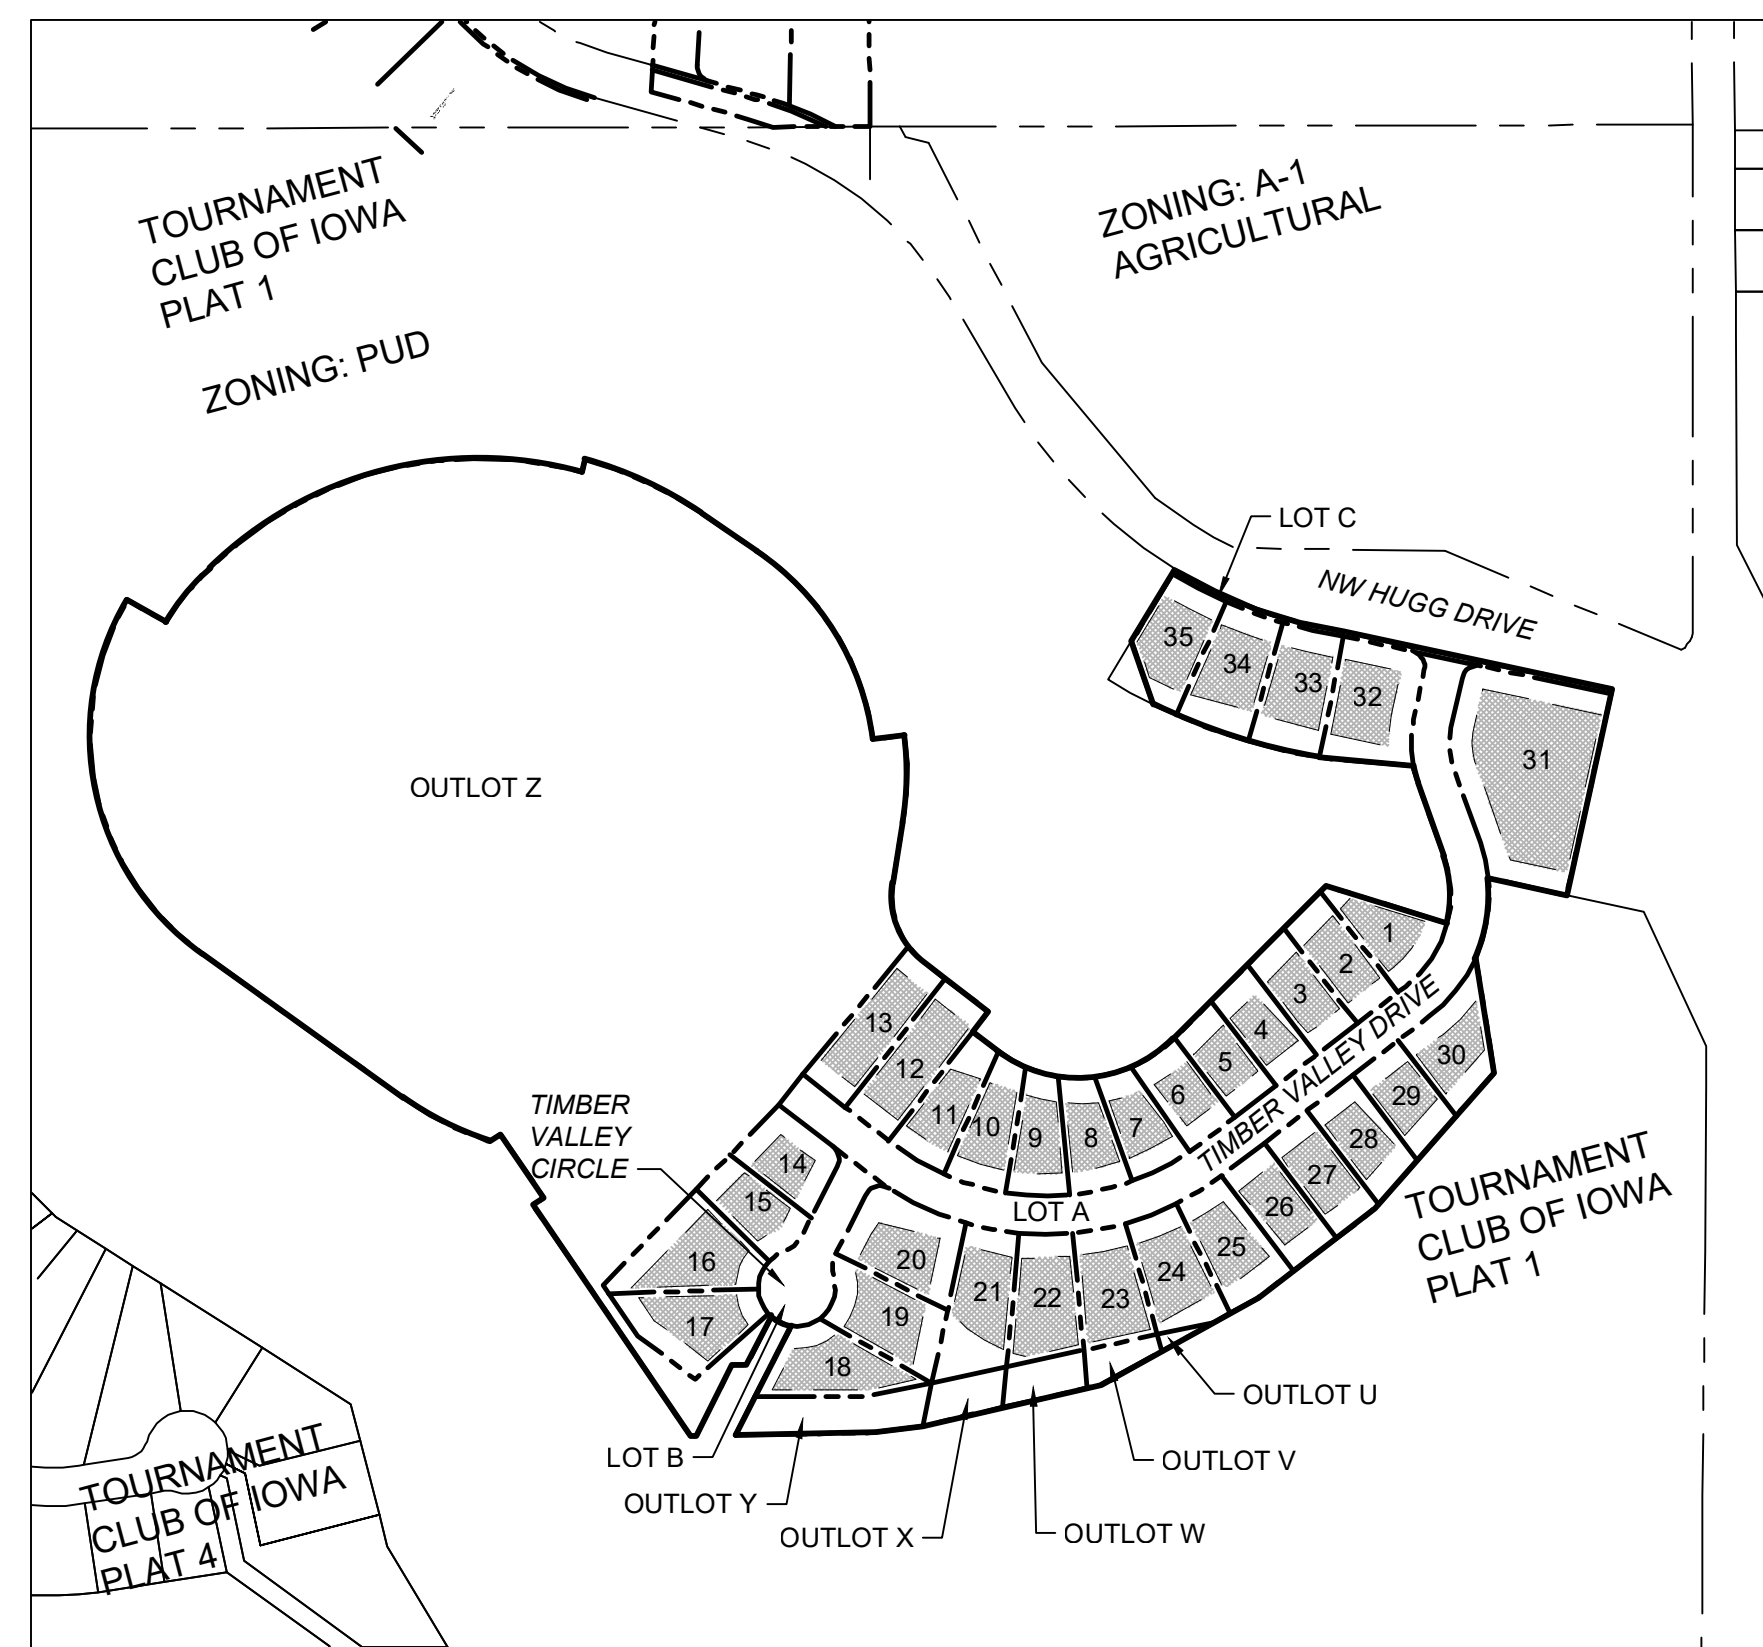 TOURNAMENT
CLUB OF IOWA
PLAT 1
ZONING: PUD
ZONING: A-1
AGRICULTURAL
LOT C
NW HUGG DRIVE
35
34
33
32
31
OUTLOT Z
1
2
3
4
5
6
7
8
9
10
11
12
13
TIMBER VALLEY DRIVE
TIMBER
VALLEY
CIRCLE
14
15
16
17
18
19
20
LOT A
21
22
23
24
25
26
27
28
29
30
TOURNAMENT
CLUB OF IOWA
PLAT 1
OUTLOT U
OUTLOT V
OUTLOT W
OUTLOT X
OUTLOT Y
LOT B
TOURNAMENT
CLUB OF IOWA
PLAT 4